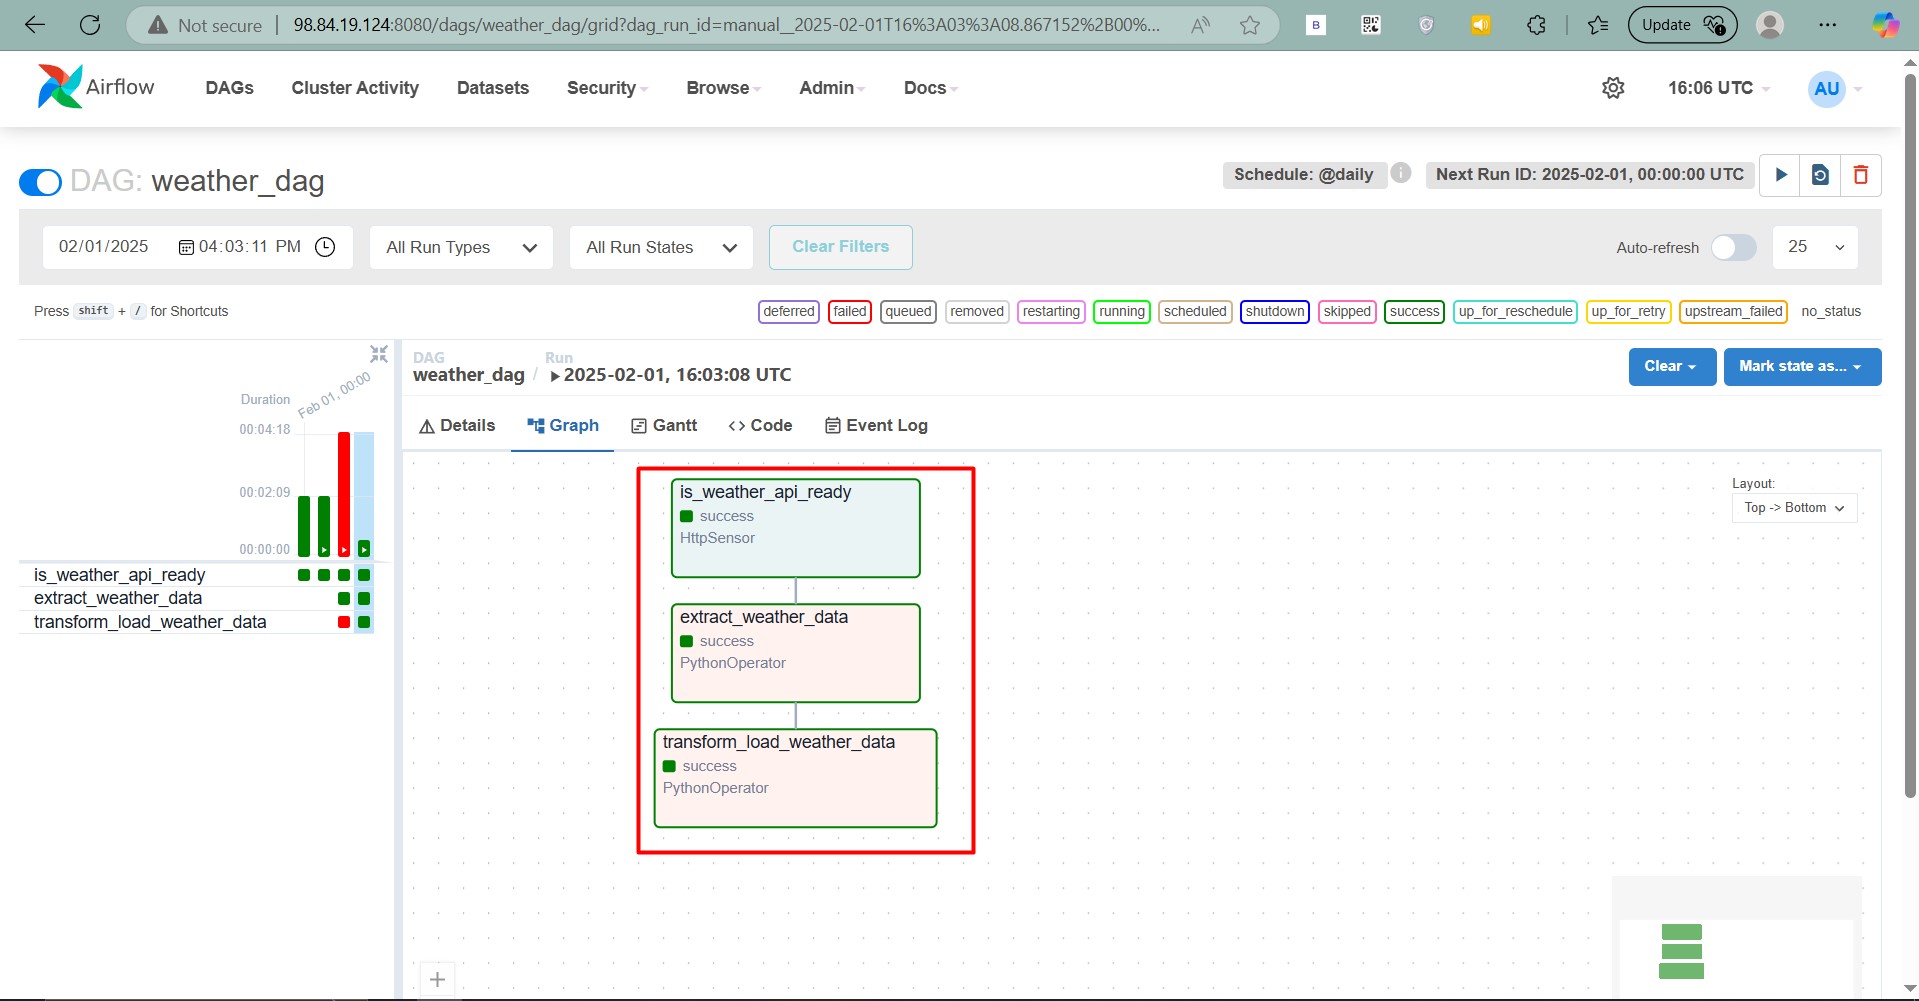 Not secure
98.84.19.124:8080/dags/weather_dag/grid?dag_run_id=manual__2025-02-01T16%3A03%3A08.867152%2B00%...
B
Update
Airflow
DAGs
Cluster Activity
Datasets
Security
Browse
Admin
Docs
16:06 UTC
AU
DAG: weather_dag
Schedule: @daily
Next Run ID: 2025-02-01, 00:00:00 UTC
02/01/2025 04:03:11 PM
All Run Types
All Run States
Clear Filters
Auto-refresh
25
Press shift + / for Shortcuts
deferred
failed
queued
removed
restarting
running
scheduled
shutdown
skipped
success
up_for_reschedule
up_for_retry
upstream_failed
no_status
Duration
Feb 01, 00:00
00:04:18
00:02:09
00:00:00
is_weather_api_ready
extract_weather_data
transform_load_weather_data
DAG
weather_dag
/
Run
2025-02-01, 16:03:08 UTC
Clear
Mark state as...
Details
Graph
Gantt
Code
Event Log
is_weather_api_ready
success
HttpSensor
extract_weather_data
success
PythonOperator
transform_load_weather_data
success
PythonOperator
Layout:
Top -> Bottom